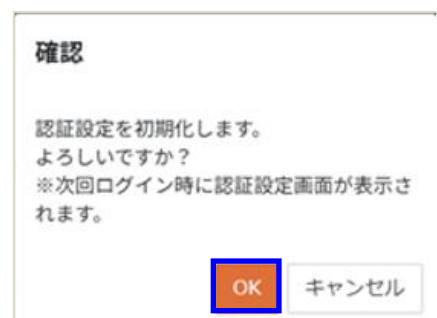 確認
認証設定を初期化します。
よろしいですか？
※次回ログイン時に認証設定画面が表示さ
れます。
OK
キャンセル